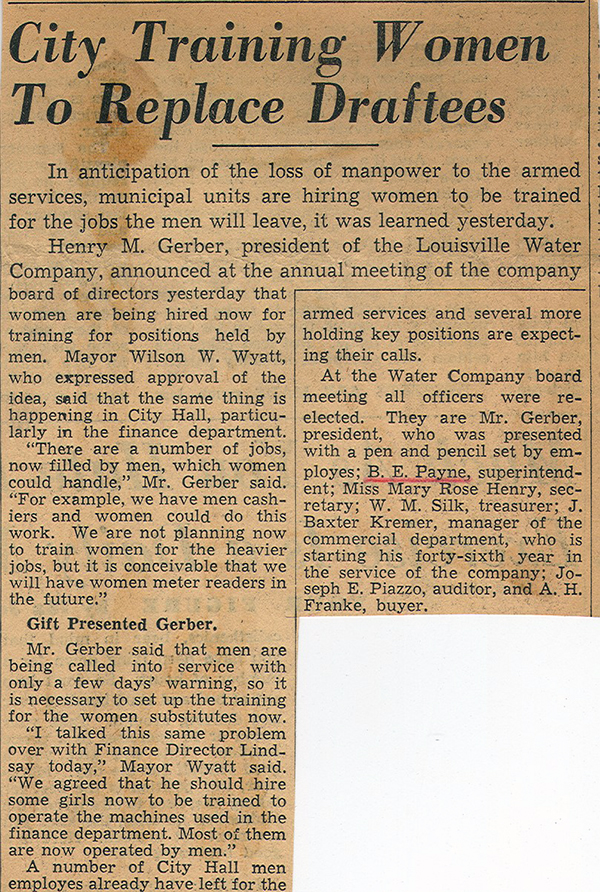 City Training Women
To Replace Draftees
In anticipation of the loss of manpower to the armed
services, municipal units are hiring women to be trained
for the jobs the men will leave, it was learned yesterday.
Henry M. Gerber, president of the Louisville Water
Company, announced at the annual meeting of the company
board of directors yesterday that
women are being hired now for
training for positions held by
men. Mayor Wilson W. Wyatt,
who expressed approval of the
idea, said that the same thing is
happening in City Hall, particu-
larly in the finance department.
“There are a number of jobs,
now filled by men, which women
could handle,” Mr. Gerber said.
“For example, we have men cash-
iers and women could do this
work. We are not planning now
to train women for the heavier
jobs, but it is conceivable that we
will have women meter readers in
the future.”
Gift Presented Gerber.
Mr. Gerber said that men are
being called into service with
only a few days’ warning, so it
is necessary to set up the training
for the women substitutes now.
“I talked this same problem
over with Finance Director Lind-
say today,” Mayor Wyatt said.
“We agreed that he should hire
some girls now to be trained to
operate the machines used in the
finance department. Most of them
are now operated by men.”
A number of City Hall men
employes already have left for the
armed services and several more
holding key positions are expect-
ing their calls.
At the Water Company board
meeting all officers were re-
elected. They are Mr. Gerber,
president, who was presented
with a pen and pencil set by em-
ployes; B. E. Payne, superintend-
ent; Miss Mary Rose Henry, sec-
retary; W. M. Silk, treasurer; J.
Baxter Kremer, manager of the
commercial department, who is
starting his forty-sixth year in
the service of the company; Jo-
seph E. Piazzo, auditor, and A. H.
Franke, buyer.